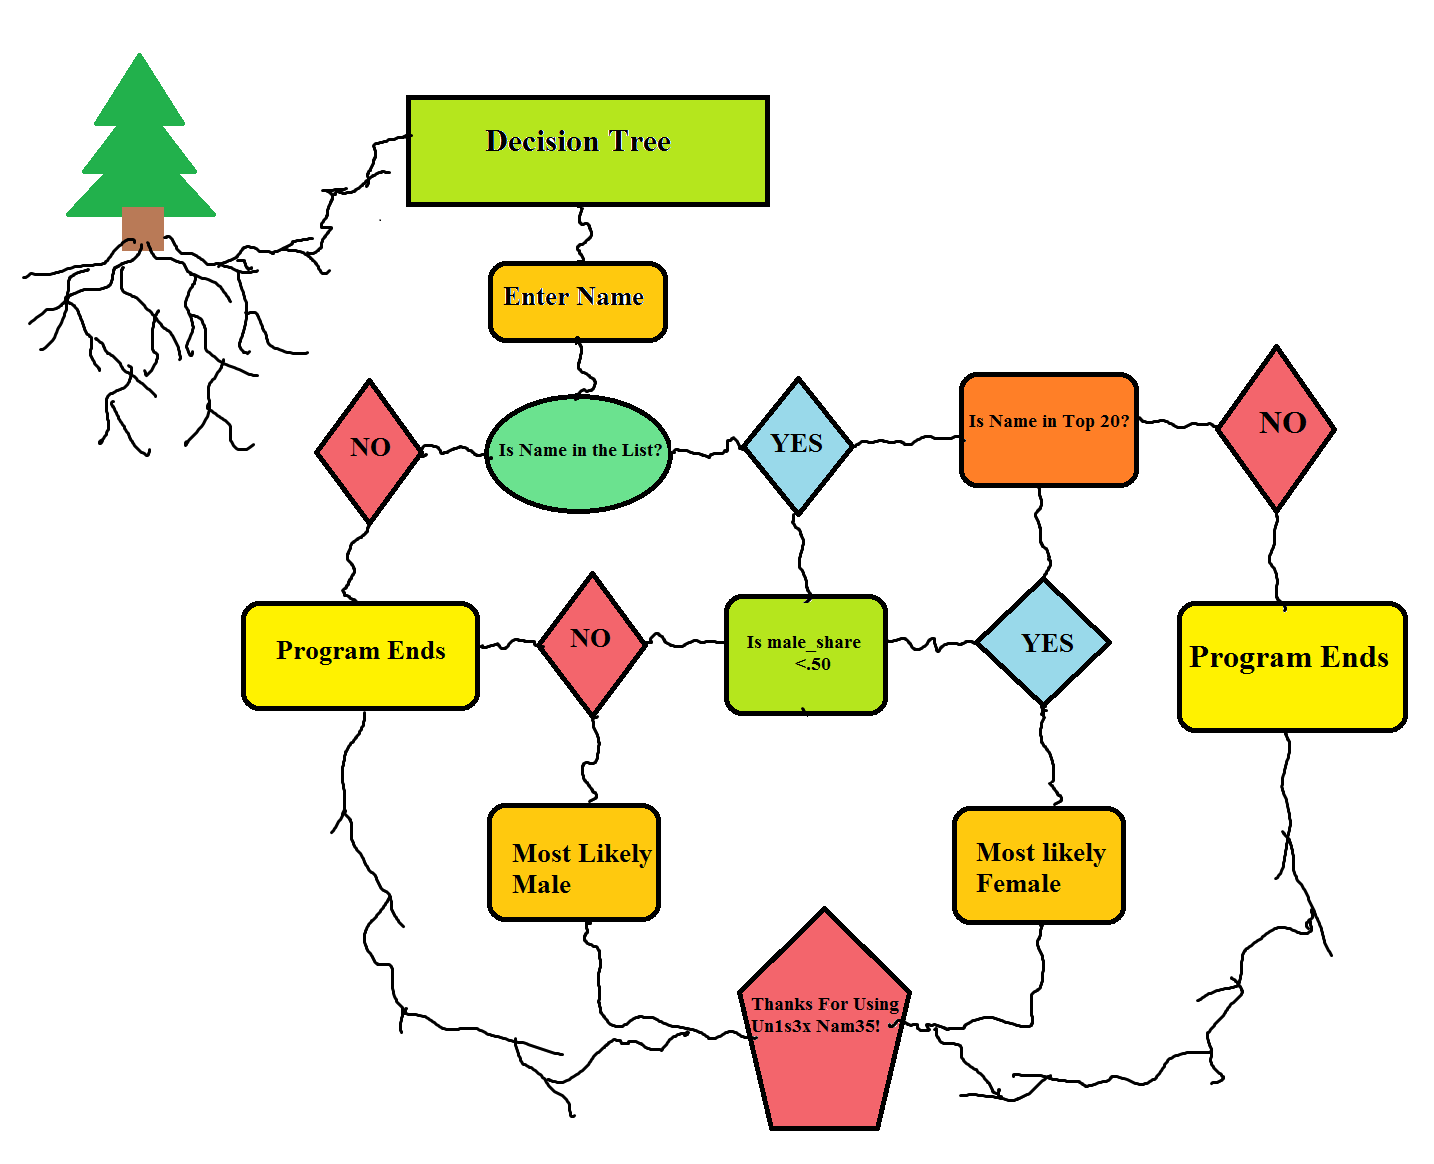 Decision Tree
Enter Name
NO
Is Name in the List?
YES
Is Name in Top 20?
NO
Program Ends
NO
Is male_share
<.50
YES
Program Ends
Most Likely
Male
Most likely
Female
Thanks For Using
Un1s3x Nam35!